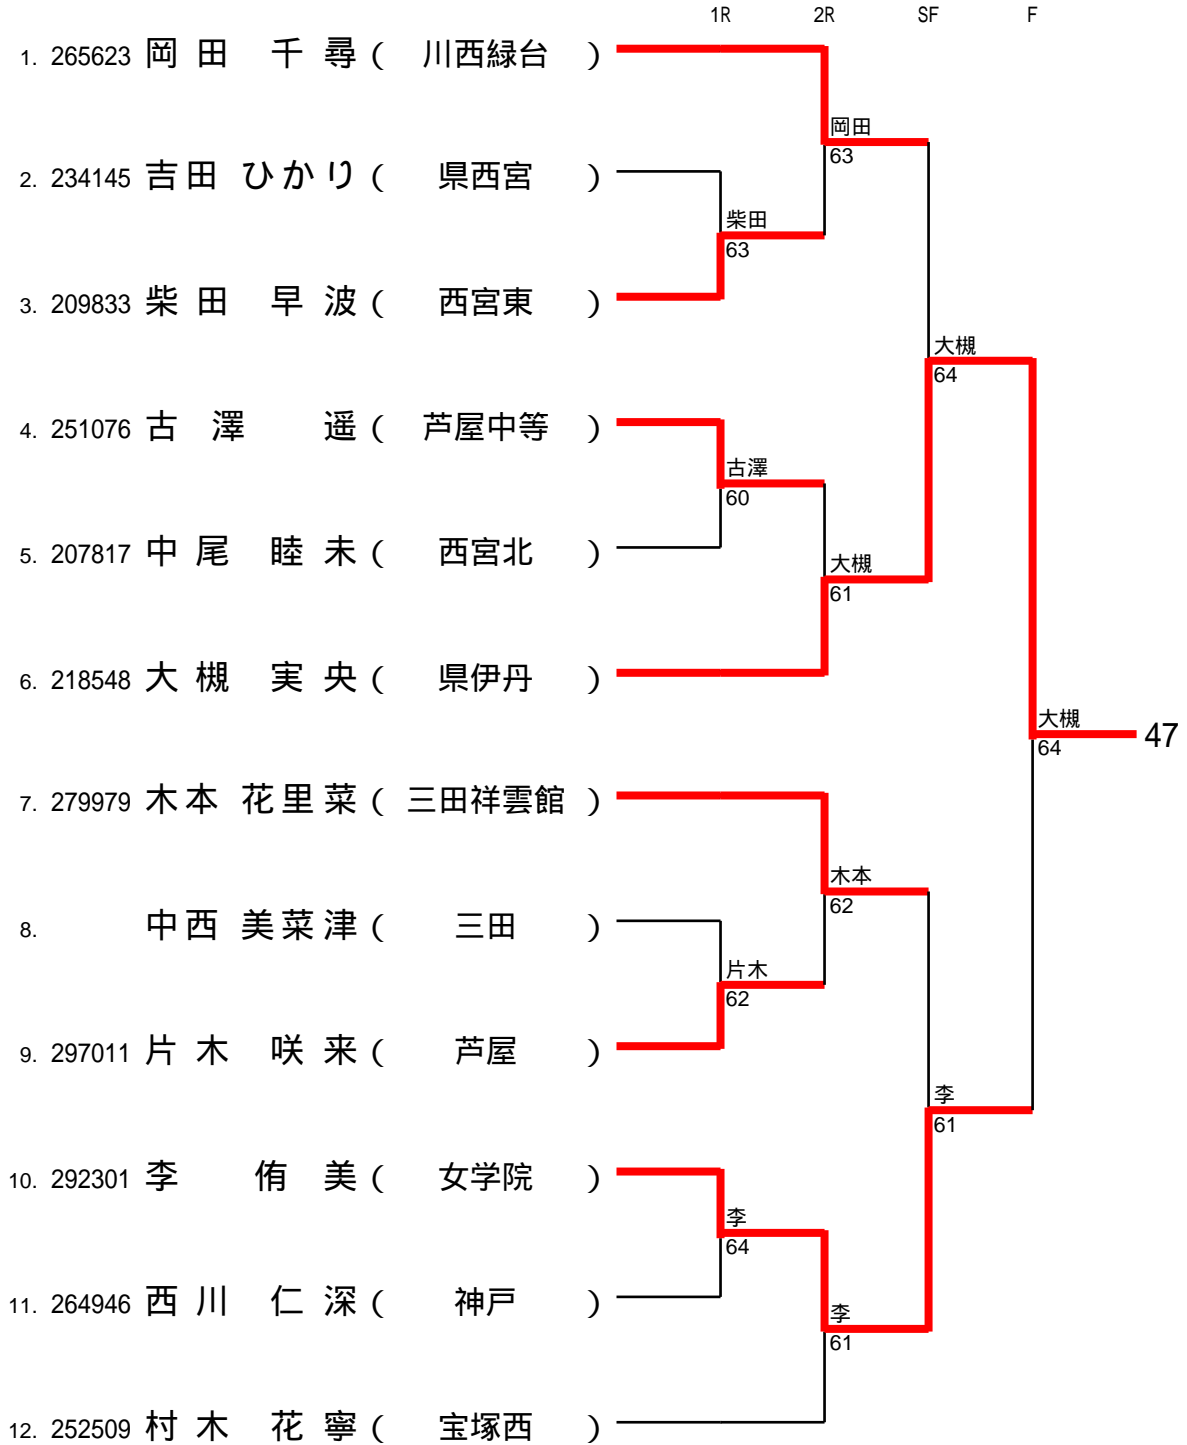 1R 2R SF F
1. 265623 岡田 千尋 ( 川西緑台 )
岡田
63
2. 234145 吉田 ひかり ( 県西宮 )
柴田
63
3. 209833 柴田 早波 ( 西宮東 )
大槻
64
4. 251076 古澤 遥 ( 芦屋中等 )
古澤
60
5. 207817 中尾 睦未 ( 西宮北 )
大槻
61
6. 218548 大槻 実央 ( 県伊丹 )
大槻
64
47
7. 279979 木本 花里菜 ( 三田祥雲館 )
木本
62
8. 中西 美菜津 ( 三田 )
片木
62
9. 297011 片木 咲来 ( 芦屋 )
李
61
10. 292301 李 侑美 ( 女学院 )
李
64
11. 264946 西川 仁深 ( 神戸 )
李
61
12. 252509 村木 花寧 ( 宝塚西 )